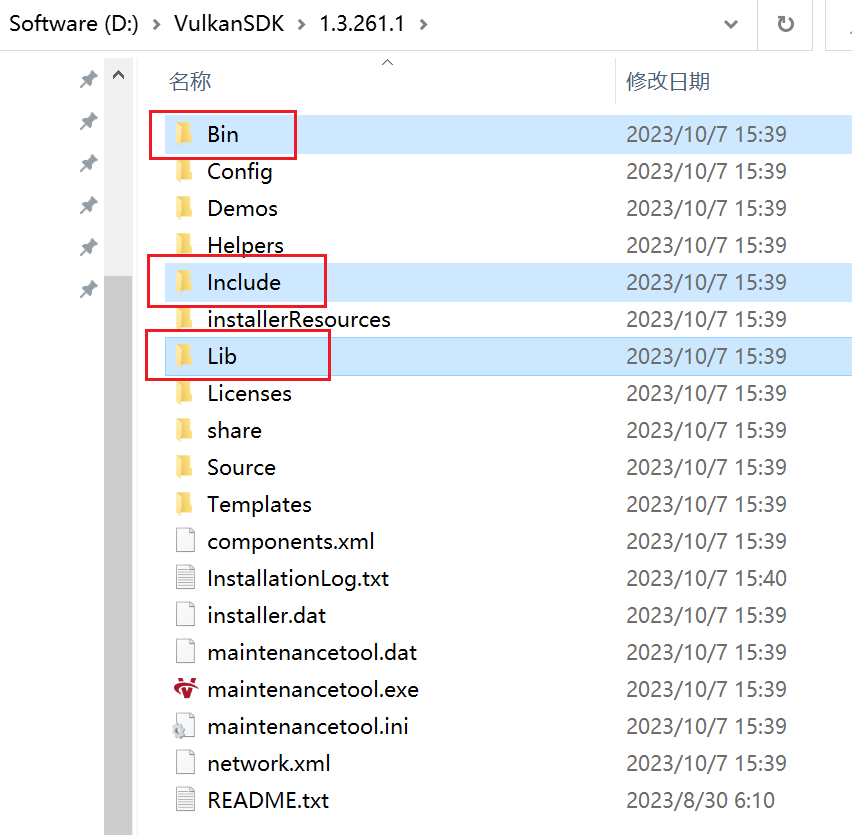 Software (D:) > VulkanSDK > 1.3.261.1 >
名称 修改日期
Bin 2023/10/7 15:39
Config 2023/10/7 15:39
Demos 2023/10/7 15:39
Helpers 2023/10/7 15:39
Include 2023/10/7 15:39
installerResources 2023/10/7 15:39
Lib 2023/10/7 15:39
Licenses 2023/10/7 15:39
share 2023/10/7 15:39
Source 2023/10/7 15:39
Templates 2023/10/7 15:39
components.xml 2023/10/7 15:39
InstallationLog.txt 2023/10/7 15:40
installer.dat 2023/10/7 15:39
maintenancetool.dat 2023/10/7 15:39
maintenancetool.exe 2023/10/7 15:39
maintenancetool.ini 2023/10/7 15:39
network.xml 2023/10/7 15:39
README.txt 2023/8/30 6:10